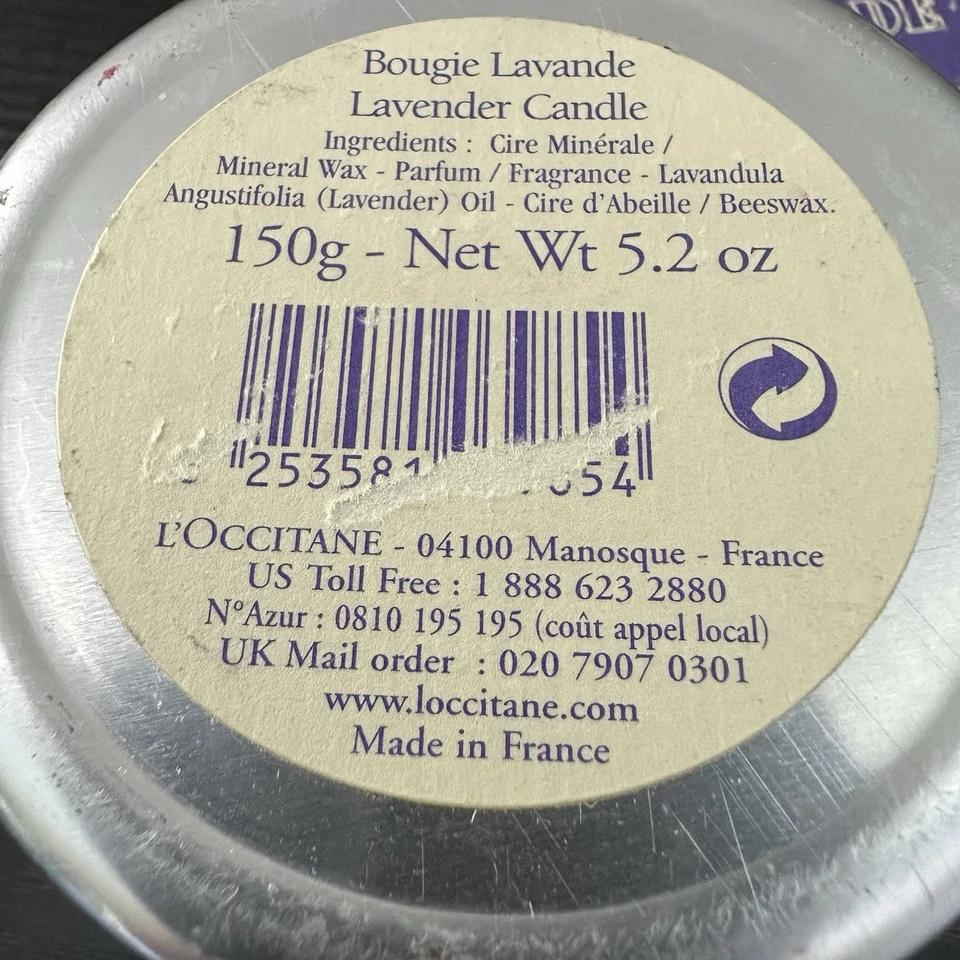 Bougie Lavande
Lavender Candle
Ingredients : Cire Minérale /
Mineral Wax - Parfum / Fragrance - Lavandula
Angustifolia (Lavender) Oil - Cire d'Abeille / Beeswax.
150g - Net Wt 5.2 oz
253581 54
L'OCCITANE - 04100 Manosque - France
US Toll Free : 1 888 623 2880
N°Azur : 0810 195 195 (coût appel local)
UK Mail order : 020 7907 0301
www.loccitane.com
Made in France